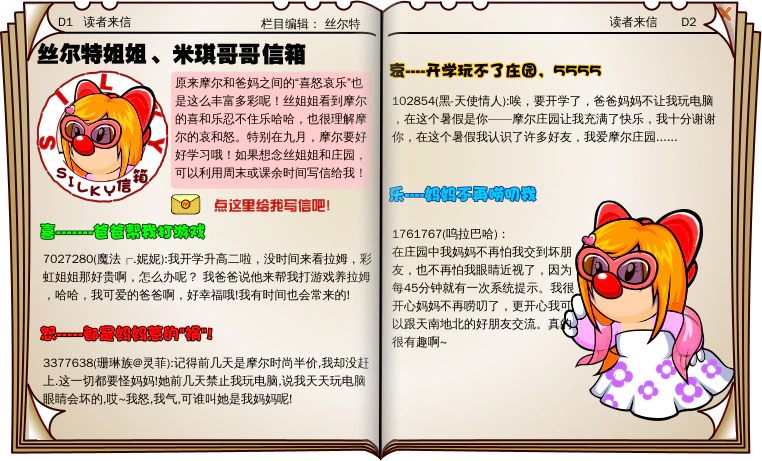 D1 读者来信
栏目编辑： 丝尔特
丝尔特姐姐、米琪哥哥信箱
SILKY
SILKY信箱
原来摩尔和爸妈之间的“喜怒哀乐”也
是这么丰富多彩呢！丝姐姐看到摩尔
的喜和乐忍不住乐哈哈，也很理解摩
尔的哀和怒。特别在九月，摩尔要好
好学习哦！如果想念丝姐姐和庄园，
可以利用周末或课余时间写信给我！
点这里给我写信吧!
喜-------爸爸帮我打游戏
7027280(魔法┌.妮妮):我开学升高二啦，没时间来看拉姆，彩
虹姐姐那好贵啊，怎么办呢？ 我爸爸说他来帮我打游戏养拉姆
，哈哈，我可爱的爸爸啊，好幸福哦!我有时间也会常来的!
怒-----都是妈妈惹的"祸"!
3377638(珊琳族@灵菲):记得前几天是摩尔时尚半价,我却没赶
上.这一切都要怪妈妈!她前几天禁止我玩电脑,说我天天玩电脑
眼睛会坏的,哎~我怒,我气,可谁叫她是我妈妈呢!
读者来信 D2
哀----开学玩不了庄园，5555
102854(黑-天使情人):唉，要开学了，爸爸妈妈不让我玩电脑
，在这个暑假是你——摩尔庄园让我充满了快乐，我十分谢谢
你，在这个暑假我认识了许多好友，我爱摩尔庄园......
乐----妈妈不再唠叨我
1761767(呜拉巴哈)：
在庄园中我妈妈不再怕我交到坏朋
友，也不再怕我眼睛近视了，因为
每45分钟就有一次系统提示。我很
开心妈妈不再唠叨了，更开心我可
以跟天南地北的好朋友交流。真的
很有趣啊~